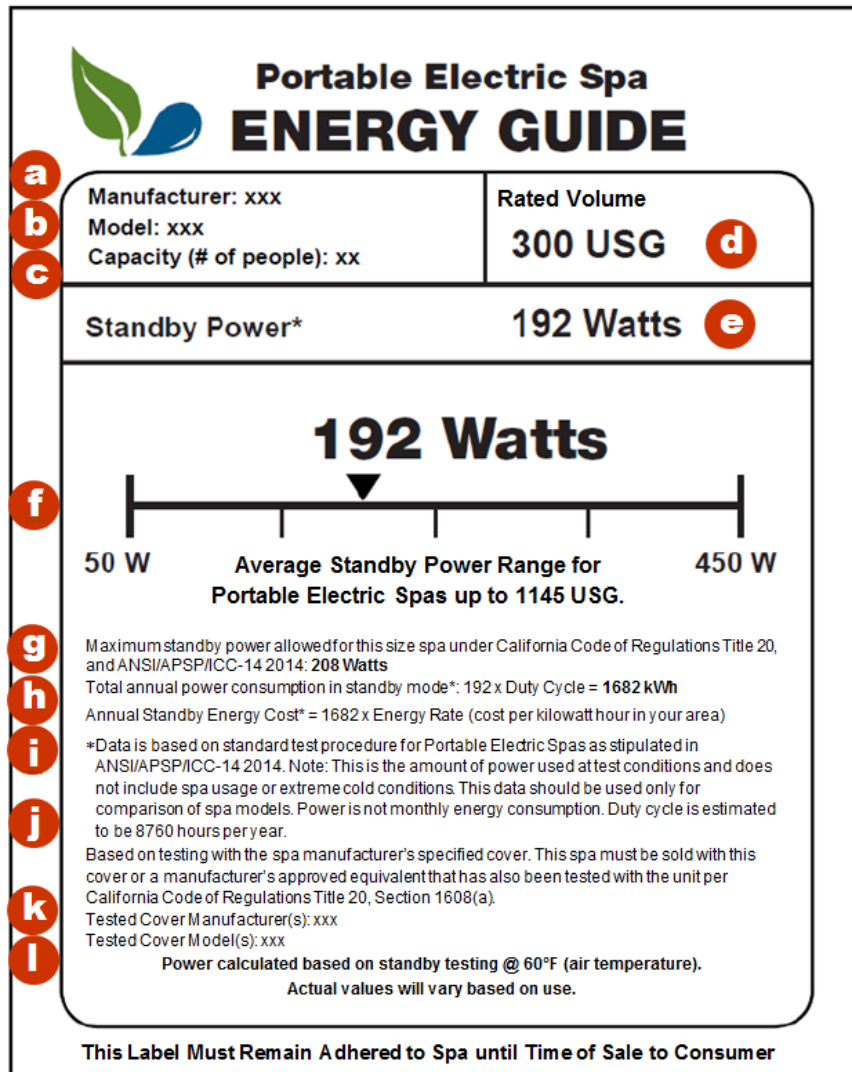 Portable Electric Spa
ENERGY GUIDE
a
Manufacturer: xxx
b
Model: xxx
c
Capacity (# of people): xx
Rated Volume
300 USG
d
Standby Power*
192 Watts
e
192 Watts
f
50 W
450 W
Average Standby Power Range for
Portable Electric Spas up to 1145 USG.
g
Maximum standby power allowed for this size spa under California Code of Regulations Title 20,
and ANSI/APSP/ICC-14 2014: 208 Watts
h
Total annual power consumption in standby mode*: 192 x Duty Cycle = 1682 kWh
Annual Standby Energy Cost* = 1682 x Energy Rate (cost per kilowatt hour in your area)
i
*Data is based on standard test procedure for Portable Electric Spas as stipulated in
ANSI/APSP/ICC-14 2014. Note: This is the amount of power used at test conditions and does
not include spa usage or extreme cold conditions. This data should be used only for
j
comparison of spa models. Power is not monthly energy consumption. Duty cycle is estimated
to be 8760 hours per year.
Based on testing with the spa manufacturer's specified cover. This spa must be sold with this
cover or a manufacturer's approved equivalent that has also been tested with the unit per
California Code of Regulations Title 20, Section 1608(a).
k
Tested Cover Manufacturer(s): xxx
Tested Cover Model(s): xxx
l
Power calculated based on standby testing @ 60°F (air temperature).
Actual values will vary based on use.
This Label Must Remain Adhered to Spa until Time of Sale to Consumer